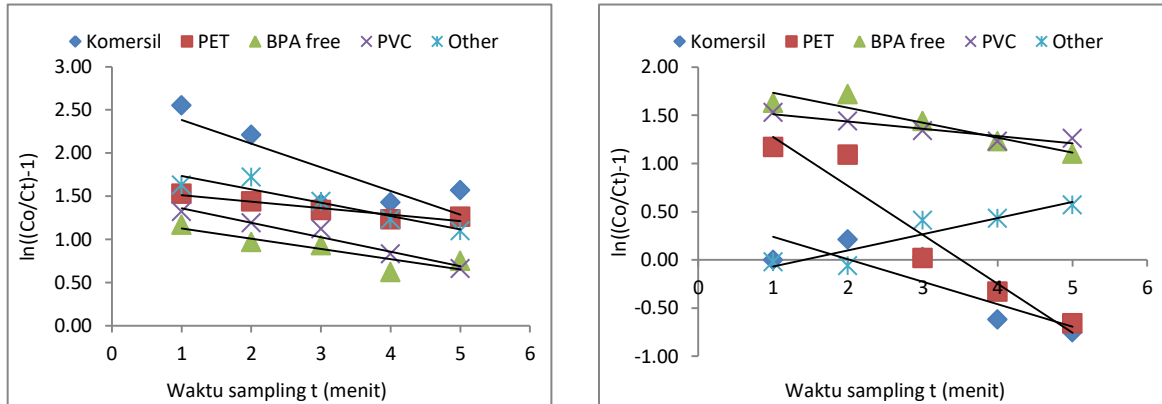 Komersil PET BPA free PVC Other
3.00
2.50
2.00
1.50
1.00
0.50
0.00
0 1 2 3 4 5 6
ln((Co/Ct)-1)
Waktu sampling t (menit)
Komersil PET BPA free PVC Other
2.00
1.50
1.00
0.50
0.00
-0.50
-1.00
0 1 2 3 4 5 6
ln((Co/Ct)-1)
Waktu sampling t (menit)